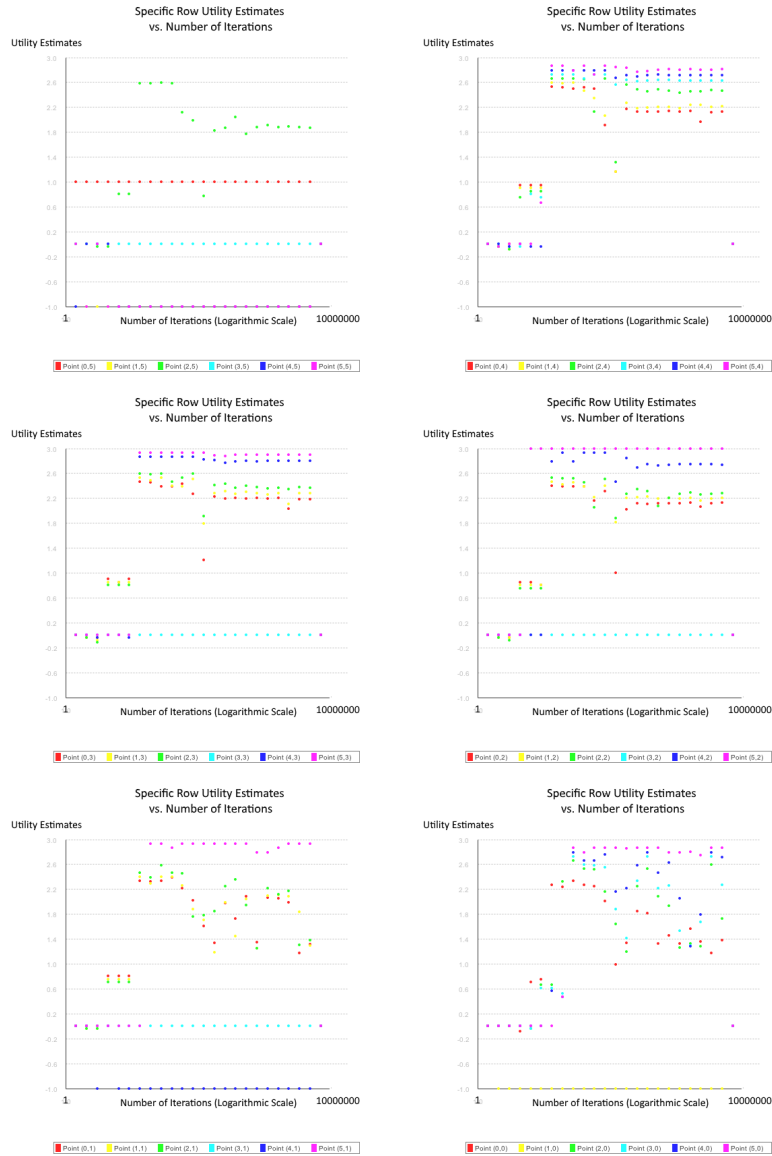 Specific Row Utility Estimates
vs. Number of Iterations
Utility Estimates
3.0
2.6
2.2
1.8
1.4
1.0
0.6
0.2
-0.2
-0.6
-1.0
1
10000000
Number of Iterations (Logarithmic Scale)
Point (0,5) Point (1,5) Point (2,5) Point (3,5) Point (4,5) Point (5,5)
Specific Row Utility Estimates
vs. Number of Iterations
Utility Estimates
3.0
2.6
2.2
1.8
1.4
1.0
0.6
0.2
-0.2
-0.6
-1.0
1
10000000
Number of Iterations (Logarithmic Scale)
Point (0,4) Point (1,4) Point (2,4) Point (3,4) Point (4,4) Point (5,4)
Specific Row Utility Estimates
vs. Number of Iterations
Utility Estimates
3.0
2.6
2.2
1.8
1.4
1.0
0.6
0.2
-0.2
-0.6
-1.0
1
10000000
Number of Iterations (Logarithmic Scale)
Point (0,3) Point (1,3) Point (2,3) Point (3,3) Point (4,3) Point (5,3)
Specific Row Utility Estimates
vs. Number of Iterations
Utility Estimates
3.0
2.6
2.2
1.8
1.4
1.0
0.6
0.2
-0.2
-0.6
-1.0
1
10000000
Number of Iterations (Logarithmic Scale)
Point (0,2) Point (1,2) Point (2,2) Point (3,2) Point (4,2) Point (5,2)
Specific Row Utility Estimates
vs. Number of Iterations
Utility Estimates
3.0
2.6
2.2
1.8
1.4
1.0
0.6
0.2
-0.2
-0.6
-1.0
1
10000000
Number of Iterations (Logarithmic Scale)
Point (0,1) Point (1,1) Point (2,1) Point (3,1) Point (4,1) Point (5,1)
Specific Row Utility Estimates
vs. Number of Iterations
Utility Estimates
3.0
2.6
2.2
1.8
1.4
1.0
0.6
0.2
-0.2
-0.6
-1.0
1
10000000
Number of Iterations (Logarithmic Scale)
Point (0,0) Point (1,0) Point (2,0) Point (3,0) Point (4,0) Point (5,0)